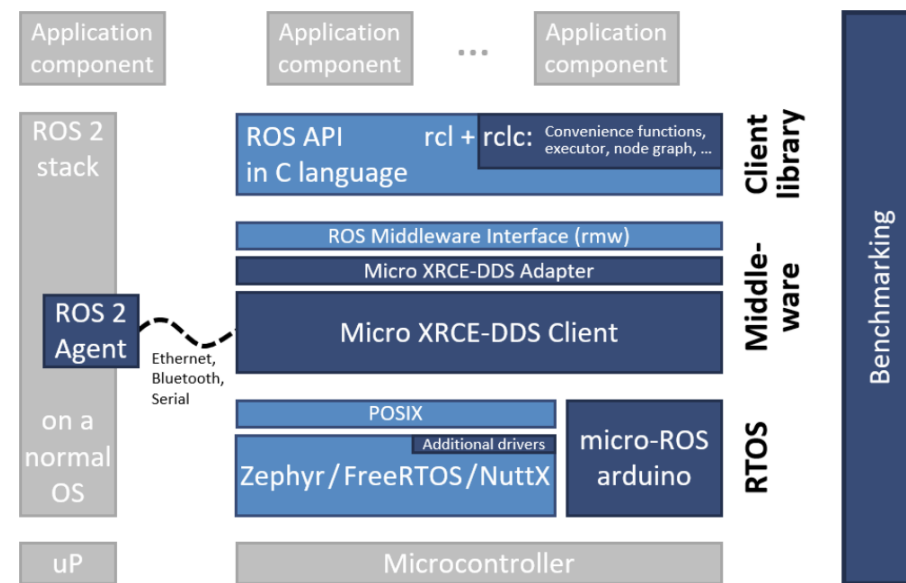 Application
component
Application
component
...
Application
component
ROS 2
stack
ROS API
in C language
rcl + rclc:
Convenience functions,
executor, node graph, ...
Client
library
ROS Middleware Interface (rmw)
Micro XRCE-DDS Adapter
Micro XRCE-DDS Client
Middle-
ware
ROS 2
Agent
Ethernet,
Bluetooth,
Serial
on a
normal
OS
POSIX
Additional drivers
Zephyr/FreeRTOS/NuttX
micro-ROS
arduino
RTOS
uP
Microcontroller
Benchmarking